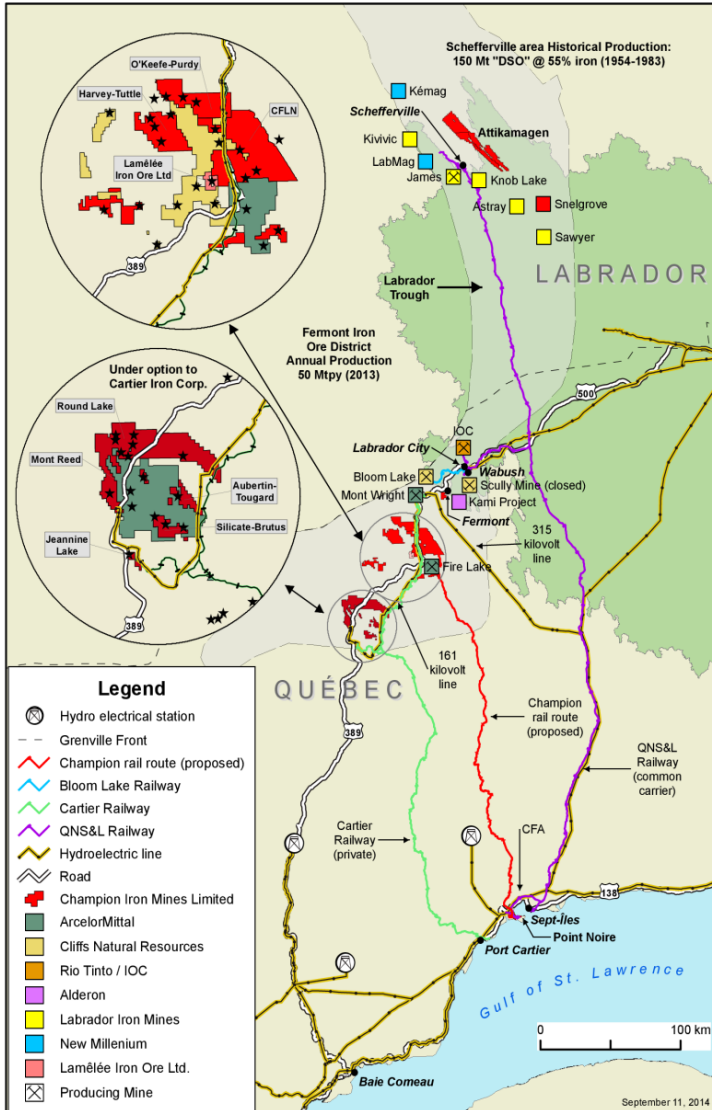 Schefferville area Historical Production:
150 Mt "DSO" @ 55% iron (1954-1983)
O'Keefe-Purdy
Harvey-Tuttle
CFLN
Lamêlée
Iron Ore Ltd
389
Kémag
Schefferville
Attikamagen
Kivivic
LabMag
James
Knob Lake
Astray
Snelgrove
Sawyer
LABRADOR
Labrador
Trough
Fermont Iron
Ore District
Annual Production
50 Mtpy (2013)
Under option to
Cartier Iron Corp.
Round Lake
Mont Reed
Aubertin-
Tougard
Silicate-Brutus
Jeannine
Lake
389
500
IOC
Labrador City
Wabush
Bloom Lake
Scully Mine (closed)
Mont Wright
Kami Project
Fermont
315
kilovolt
line
Fire Lake
161
kilovolt
line
QUÉBEC
389
Champion
rail route
(proposed)
QNS&L
Railway
(common
carrier)
Cartier
Railway
(private)
CFA
138
Sept-Îles
Point Noire
Port Cartier
Gulf of St. Lawrence
Baie Comeau
0 100 km
September 11, 2014
Legend
Hydro electrical station
Grenville Front
Champion rail route (proposed)
Bloom Lake Railway
Cartier Railway
QNS&L Railway
Hydroelectric line
Road
Champion Iron Mines Limited
ArcelorMittal
Cliffs Natural Resources
Rio Tinto / IOC
Alderon
Labrador Iron Mines
New Millenium
Lamêlée Iron Ore Ltd.
Producing Mine